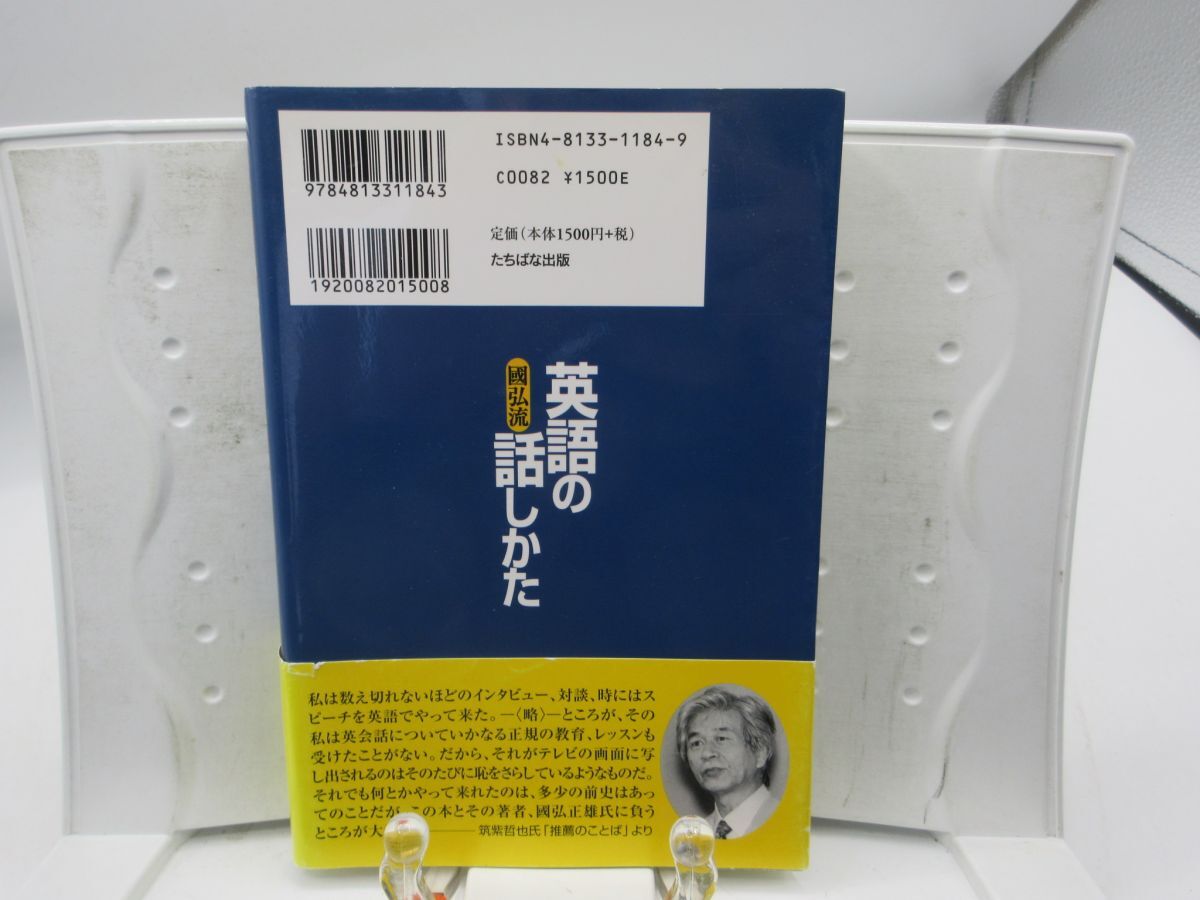 ISBN4-8133-1184-9
9784813311843
C0082 ¥1500E
定価(本体1500円+税)
たちばな出版
1920082015008
英語の
國弘流
話しかた
私は数え切れないほどのインタビュー、対談、時にはス
ピーチを英語でやって来た。―〈略〉―ところが、その
私は英会話についていかなる正規の教育、レッスンも
受けたことがない。だから、それがテレビの画面に写
し出されるのはそのたびに恥をさらしているようなものだ。
それでも何とかやって来れたのは、多少の前史はあっ
てのことだが、この本とその著者、國弘正雄氏に負う
ところが大
筑紫哲也氏「推薦のことば」より